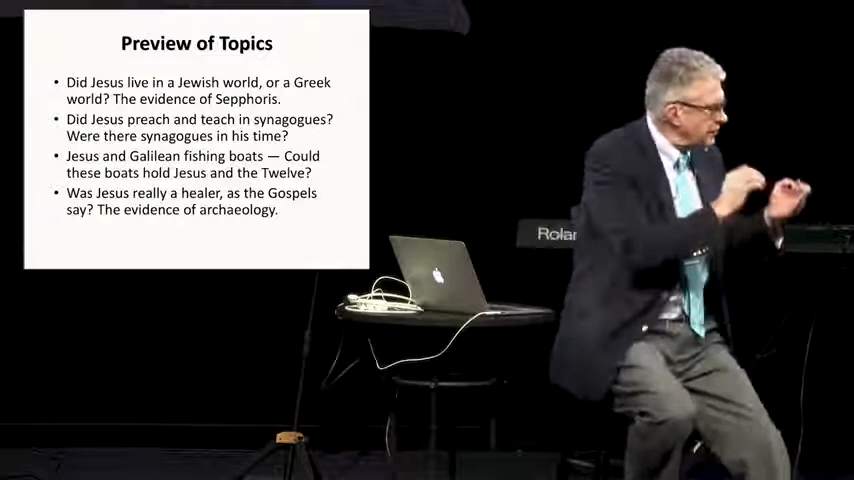 Preview of Topics
• Did Jesus live in a Jewish world, or a Greek
world? The evidence of Sepphoris.
• Did Jesus preach and teach in synagogues?
Were there synagogues in his time?
• Jesus and Galilean fishing boats — Could
these boats hold Jesus and the Twelve?
• Was Jesus really a healer, as the Gospels
say? The evidence of archaeology.
Rolan